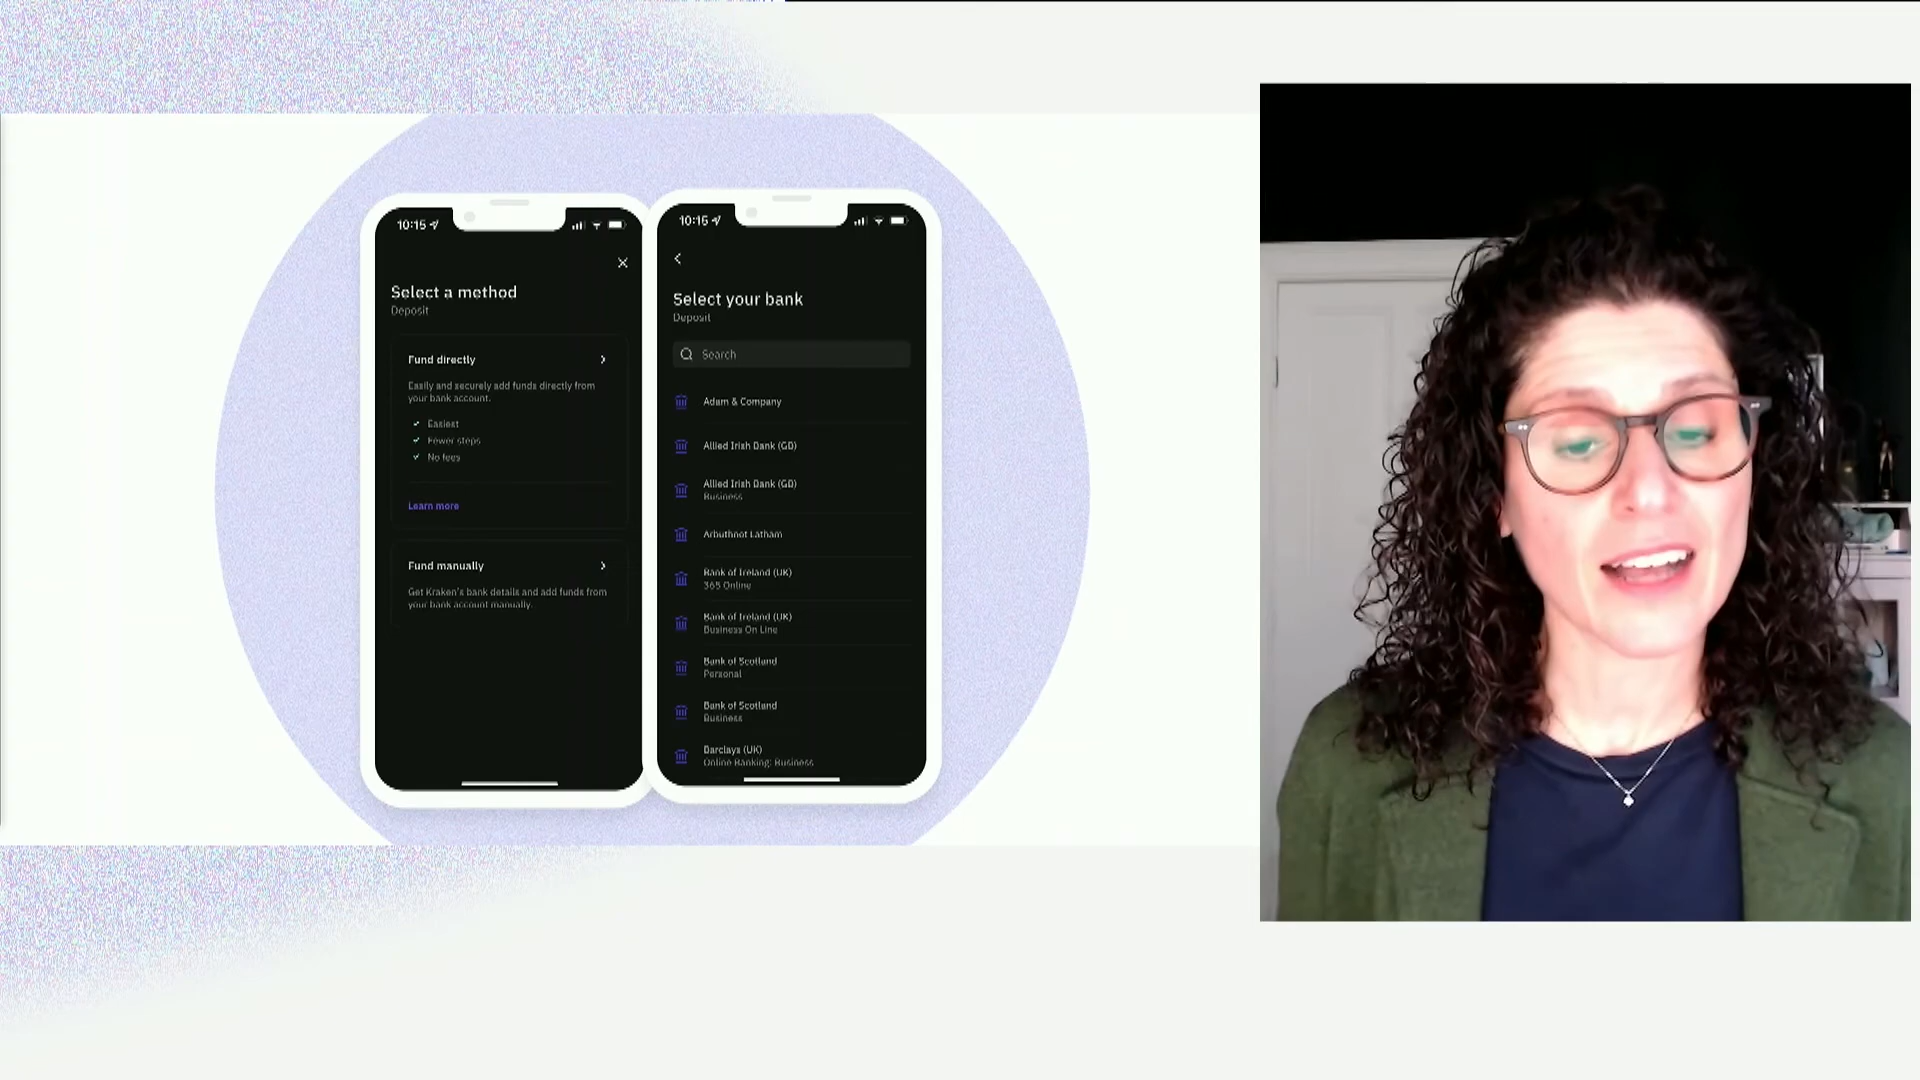 10:15
Select a method
Deposit
Fund directly
Easily and securely add funds directly from
your bank account.
Easiest
Fewer steps
No fees
Learn more
Fund manually
Get Kraken's bank details and add funds from
your bank account manually.
10:15
Select your bank
Deposit
Search
Adam & Company
Allied Irish Bank (GB)
Allied Irish Bank (GB)
Business
Arbuthnot Latham
Bank of Ireland (UK)
365 Online
Bank of Ireland (UK)
Business On Line
Bank of Scotland
Personal
Bank of Scotland
Business
Barclays (UK)
Online Banking: Business